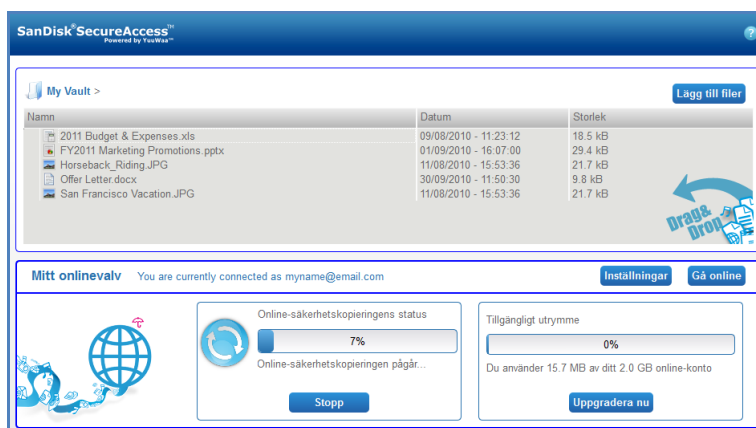 SanDisk® SecureAccess™
Powered by YuuWaa™
?
My Vault >
Lägg till filer
Namn Datum Storlek
2011 Budget & Expenses.xls 09/08/2010 - 11:23:12 18.5 kB
FY2011 Marketing Promotions.pptx 01/09/2010 - 16:07:00 29.4 kB
Horseback_Riding.JPG 11/08/2010 - 15:53:36 21.7 kB
Offer Letter.docx 30/09/2010 - 11:50:30 9.8 kB
San Francisco Vacation.JPG 11/08/2010 - 15:53:36 21.7 kB
Drag&
Drop
Mitt onlinevalv You are currently connected as myname@email.com Inställningar Gå online
Online-säkerhetskopieringens status
7%
Online-säkerhetskopieringen pågår...
Stopp
Tillgängligt utrymme
0%
Du använder 15.7 MB av ditt 2.0 GB online-konto
Uppgradera nu